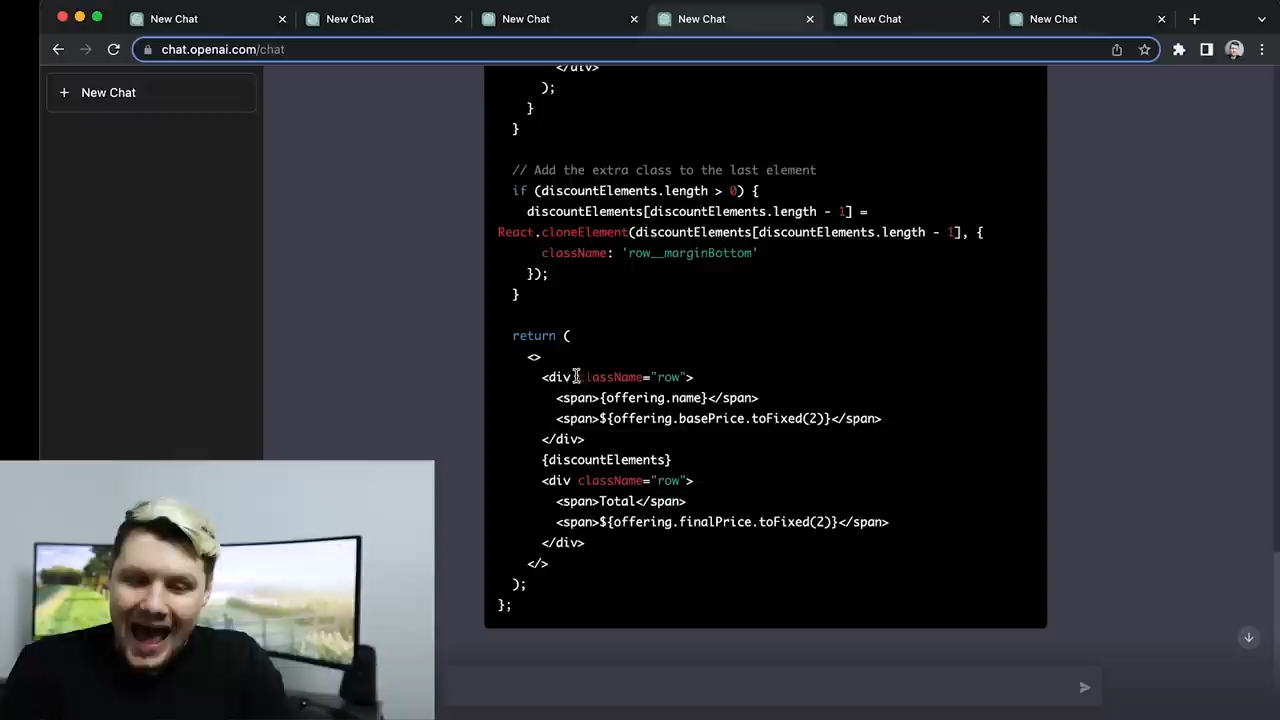 New Chat
New Chat
New Chat
New Chat
New Chat
New Chat
chat.openai.com/chat
+ New Chat
</div>
);
}
}
// Add the extra class to the last element
if (discountElements.length > 0) {
discountElements[discountElements.length - 1] =
React.cloneElement(discountElements[discountElements.length - 1], {
className: 'row__marginBottom'
});
}
return (
<>
<div className="row">
<span>{offering.name}</span>
<span>${offering.basePrice.toFixed(2)}</span>
</div>
{discountElements}
<div className="row">
<span>Total</span>
<span>${offering.finalPrice.toFixed(2)}</span>
</div>
</>
);
};